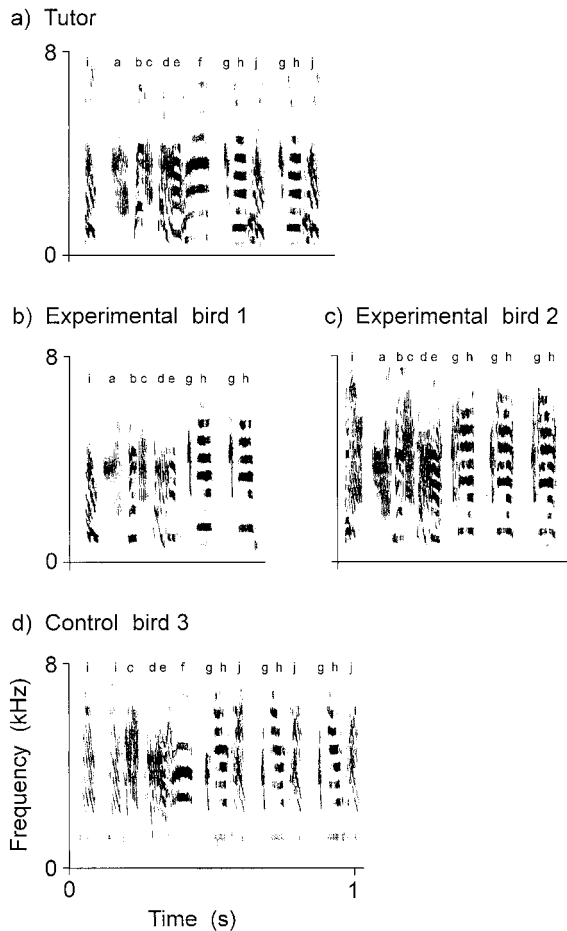 a) Tutor
8
i a b c d e f g h j g h j
0
b) Experimental bird 1
8
i a b c d e g h g h
0
c) Experimental bird 2
i a b c d e g h g h g h
d) Control bird 3
8
i i c d e f g h j g h j g h j
Frequency (kHz)
0
0 1
Time (s)